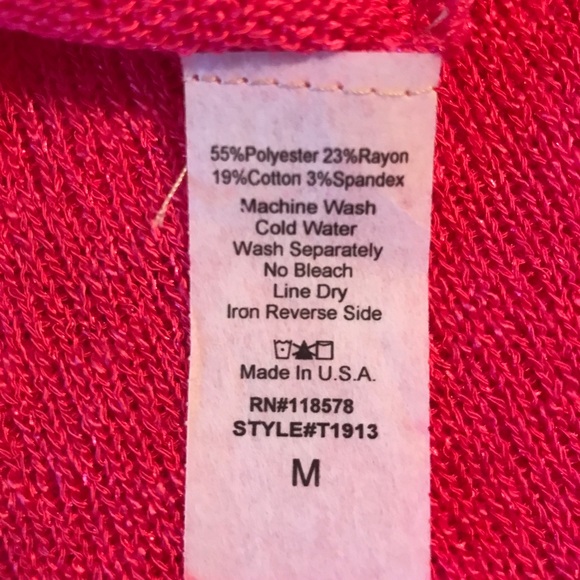 55%Polyester 23%Rayon
19%Cotton 3%Spandex
Machine Wash
Cold Water
Wash Separately
No Bleach
Line Dry
Iron Reverse Side
Made In U.S.A.
RN#118578
STYLE#T1913
M